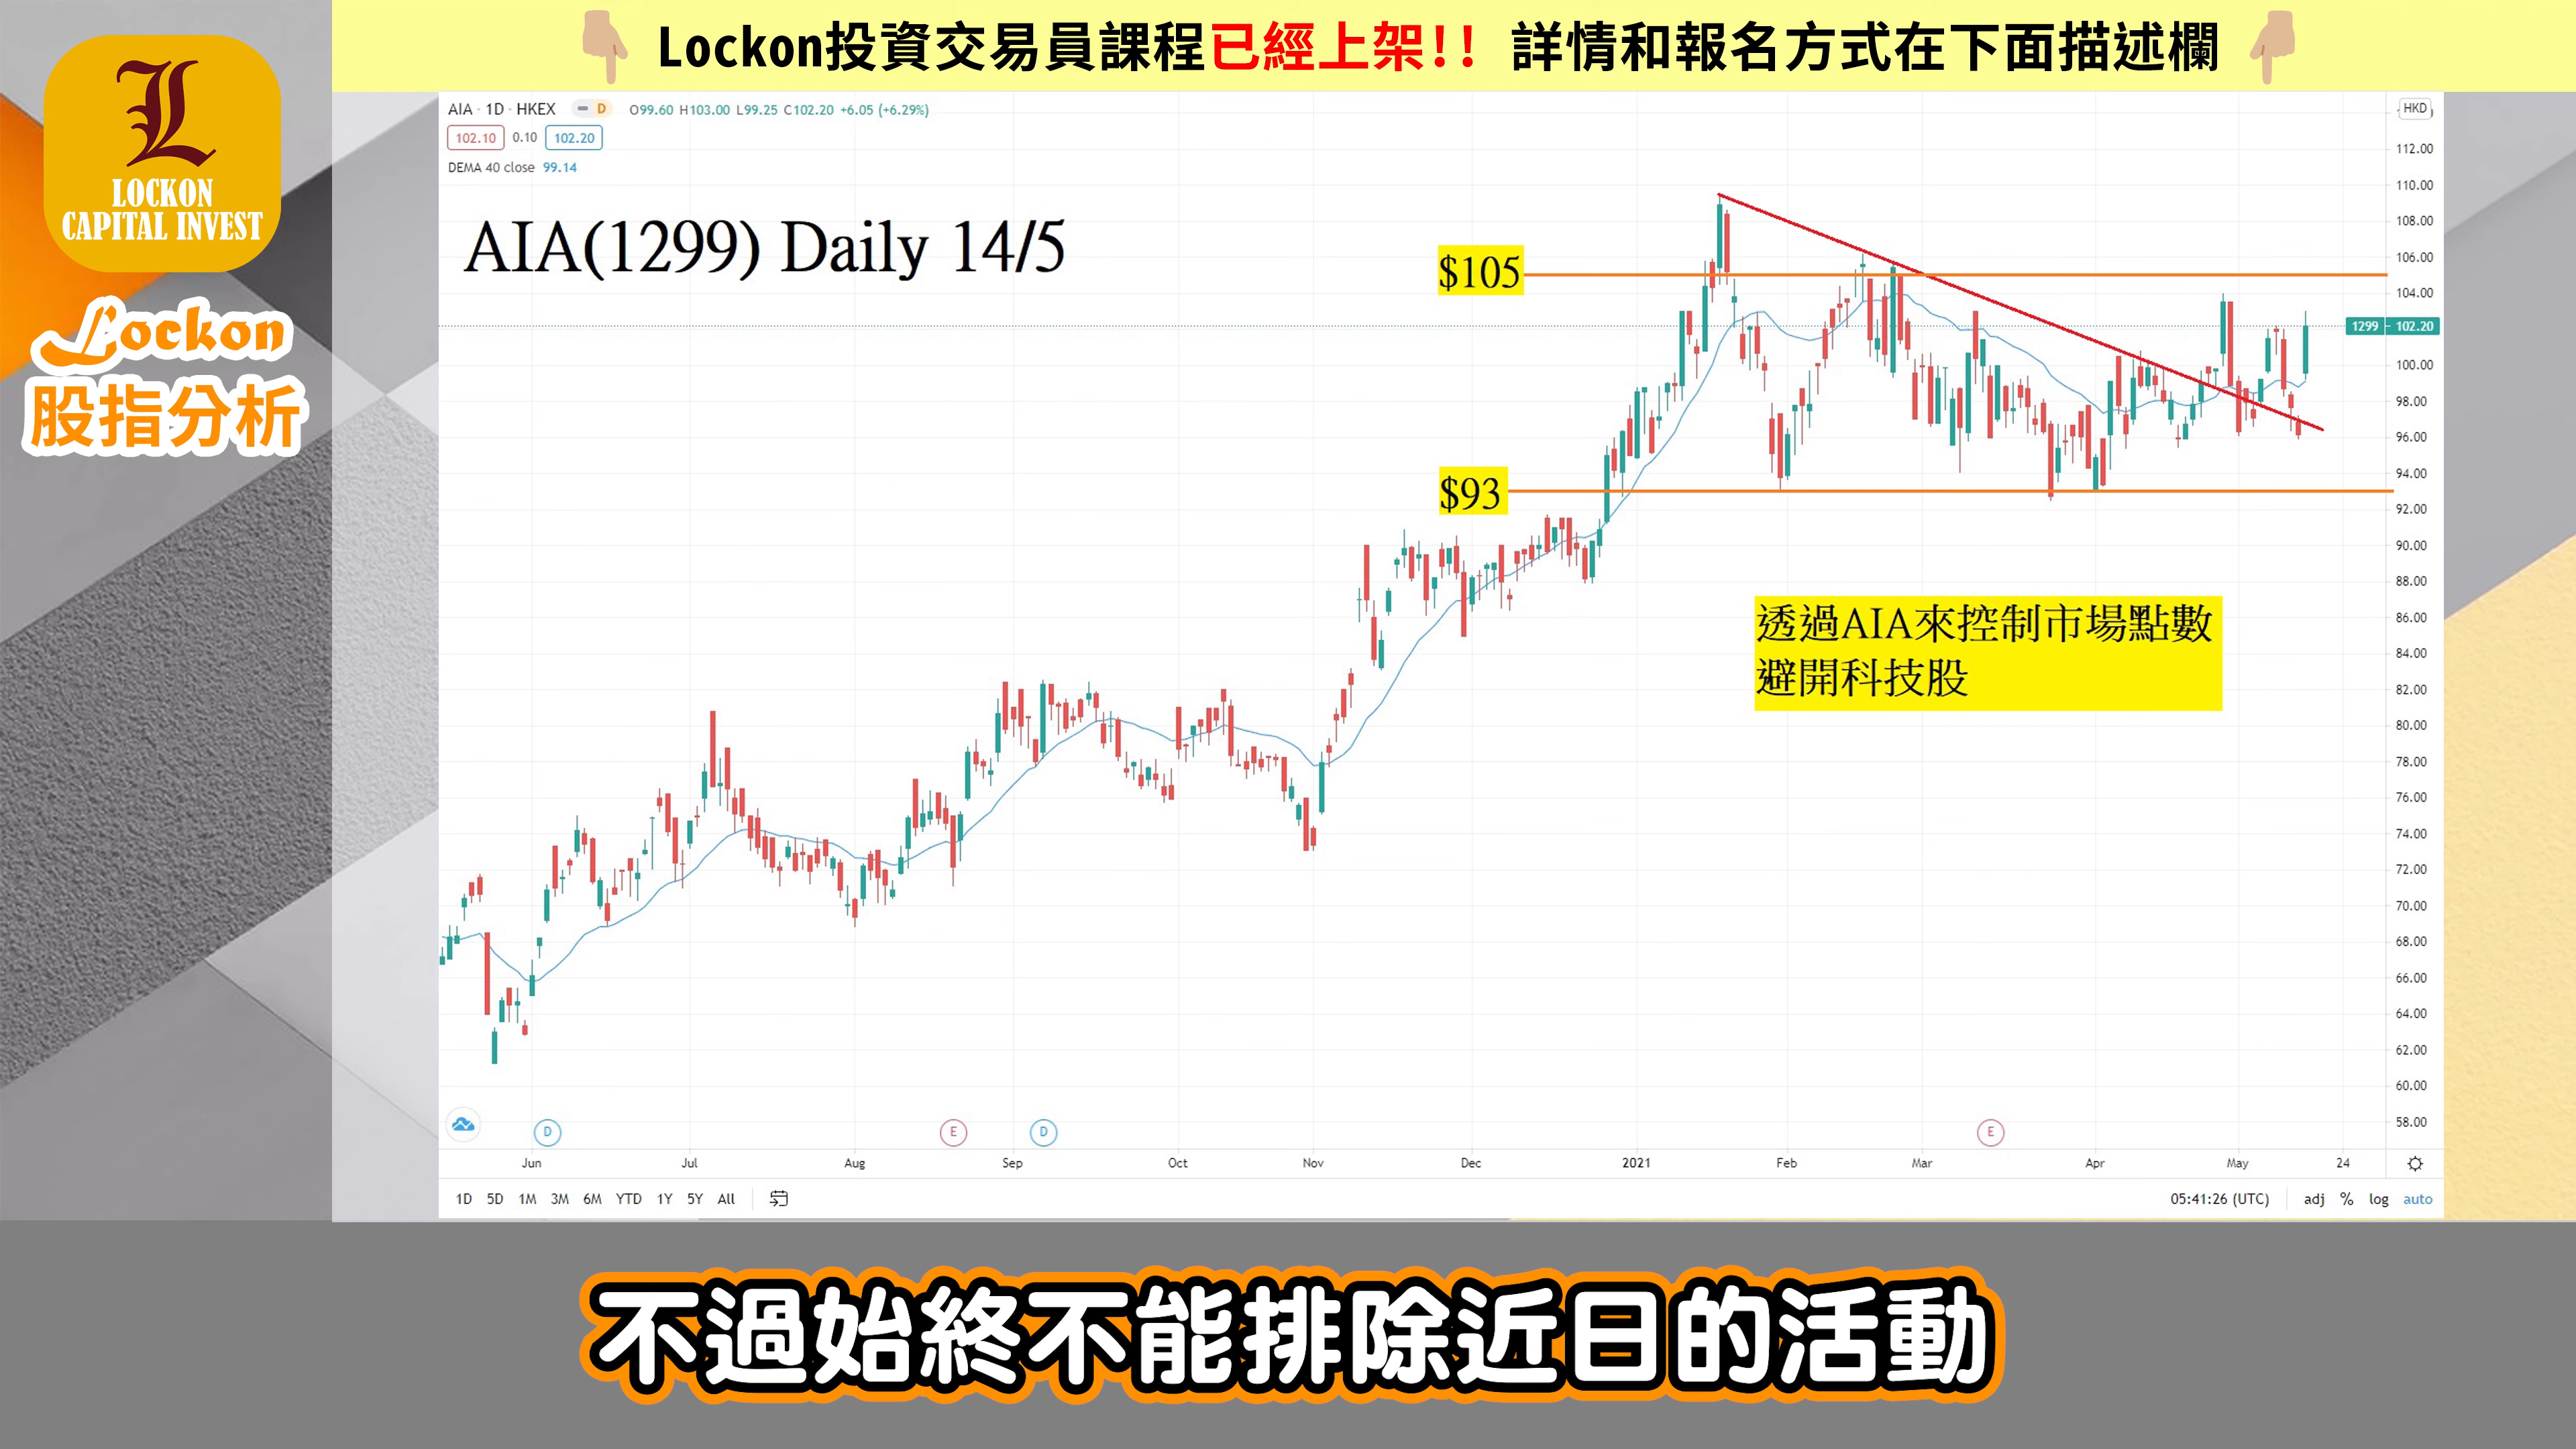 Lockon投資交易員課程已經上架!! 詳情和報名方式在下面描述欄
L
LOCKON
CAPITAL INVEST
Lockon
股指分析
AIA · 1D · HKEX D O99.60 H103.00 L99.25 C102.20 +6.05 (+6.29%)
102.10 0.10 102.20
DEMA 40 close 99.14
AIA(1299) Daily 14/5
$105
$93
透過AIA來控制市場點數
避開科技股
HKD
112.00
110.00
108.00
106.00
104.00
1299 102.20
100.00
98.00
96.00
94.00
92.00
90.00
88.00
86.00
84.00
82.00
80.00
78.00
76.00
74.00
72.00
70.00
68.00
66.00
64.00
62.00
60.00
58.00
D E D E
Jun Jul Aug Sep Oct Nov Dec 2021 Feb Mar Apr May 24
1D 5D 1M 3M 6M YTD 1Y 5Y All 05:41:26 (UTC) adj % log auto
不過始終不能排除近日的活動